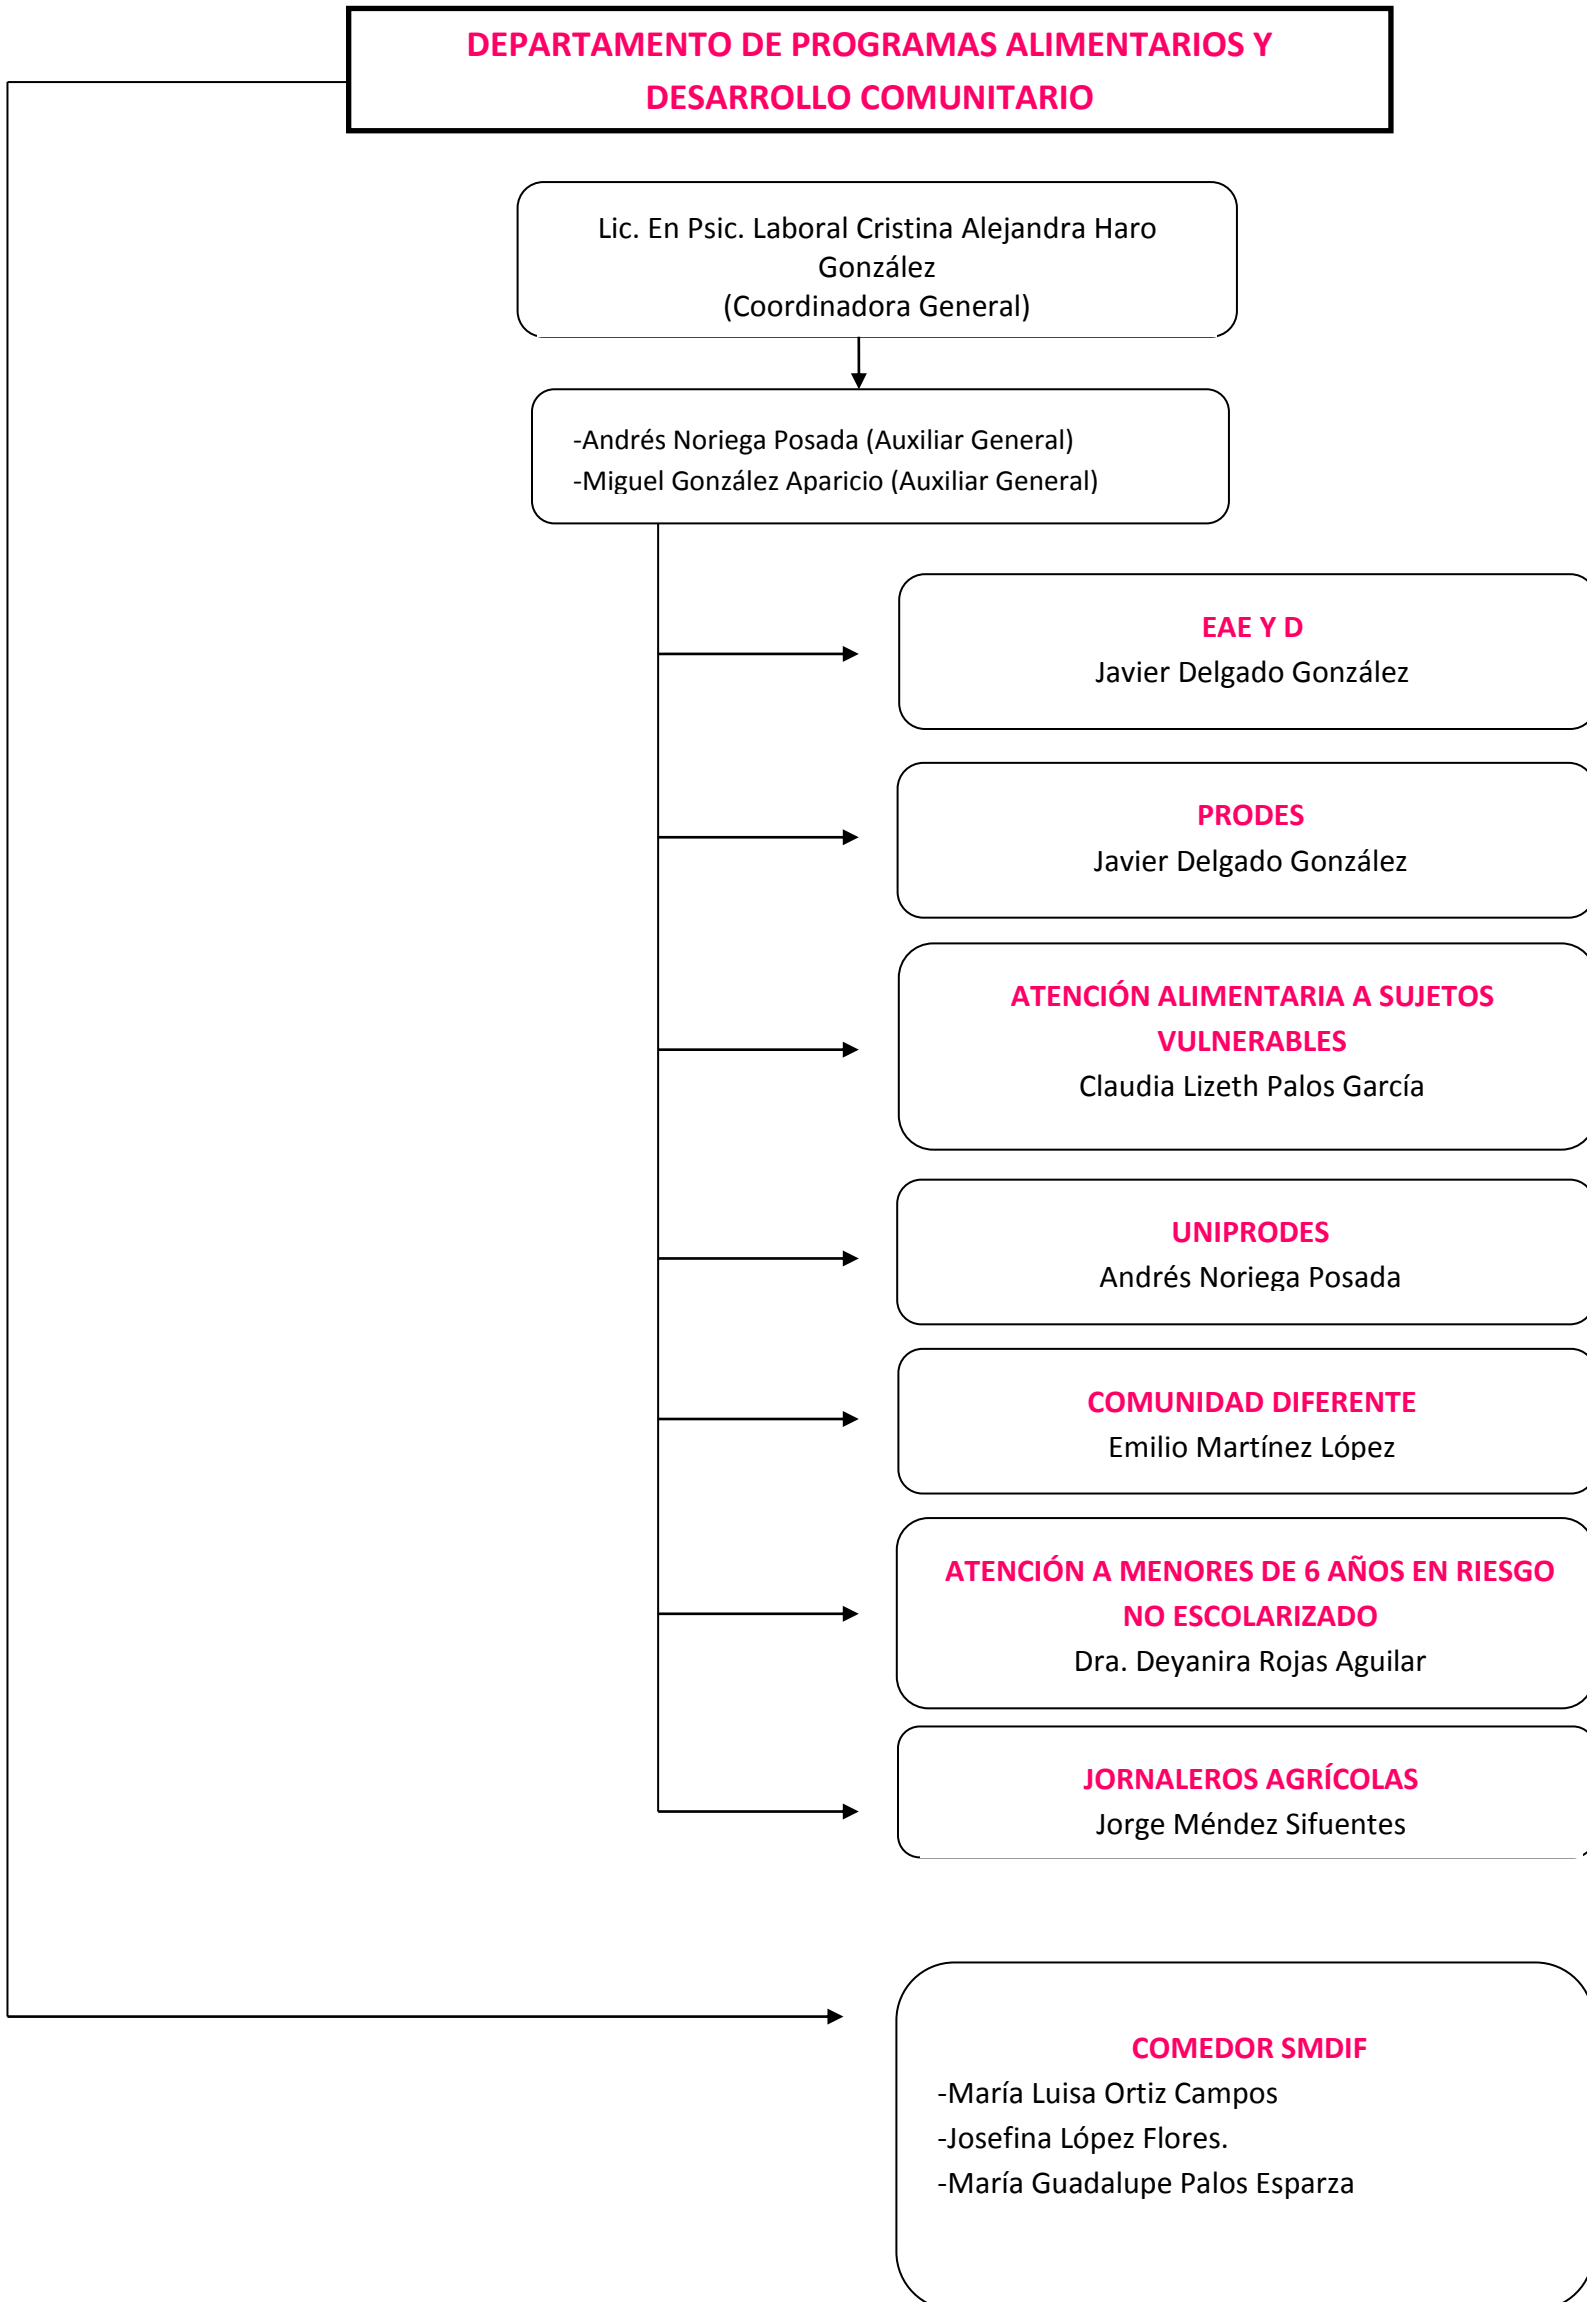 DEPARTAMENTO DE PROGRAMAS ALIMENTARIOS Y
DESARROLLO COMUNITARIO
Lic. En Psic. Laboral Cristina Alejandra Haro
González
(Coordinadora General)
-Andrés Noriega Posada (Auxiliar General)
-Miguel González Aparicio (Auxiliar General)
EAE Y D
Javier Delgado González
PRODES
Javier Delgado González
ATENCIÓN ALIMENTARIA A SUJETOS
VULNERABLES
Claudia Lizeth Palos García
UNIPRODES
Andrés Noriega Posada
COMUNIDAD DIFERENTE
Emilio Martínez López
ATENCIÓN A MENORES DE 6 AÑOS EN RIESGO
NO ESCOLARIZADO
Dra. Deyanira Rojas Aguilar
JORNALEROS AGRÍCOLAS
Jorge Méndez Sifuentes
COMEDOR SMDIF
-María Luisa Ortiz Campos
-Josefina López Flores.
-María Guadalupe Palos Esparza